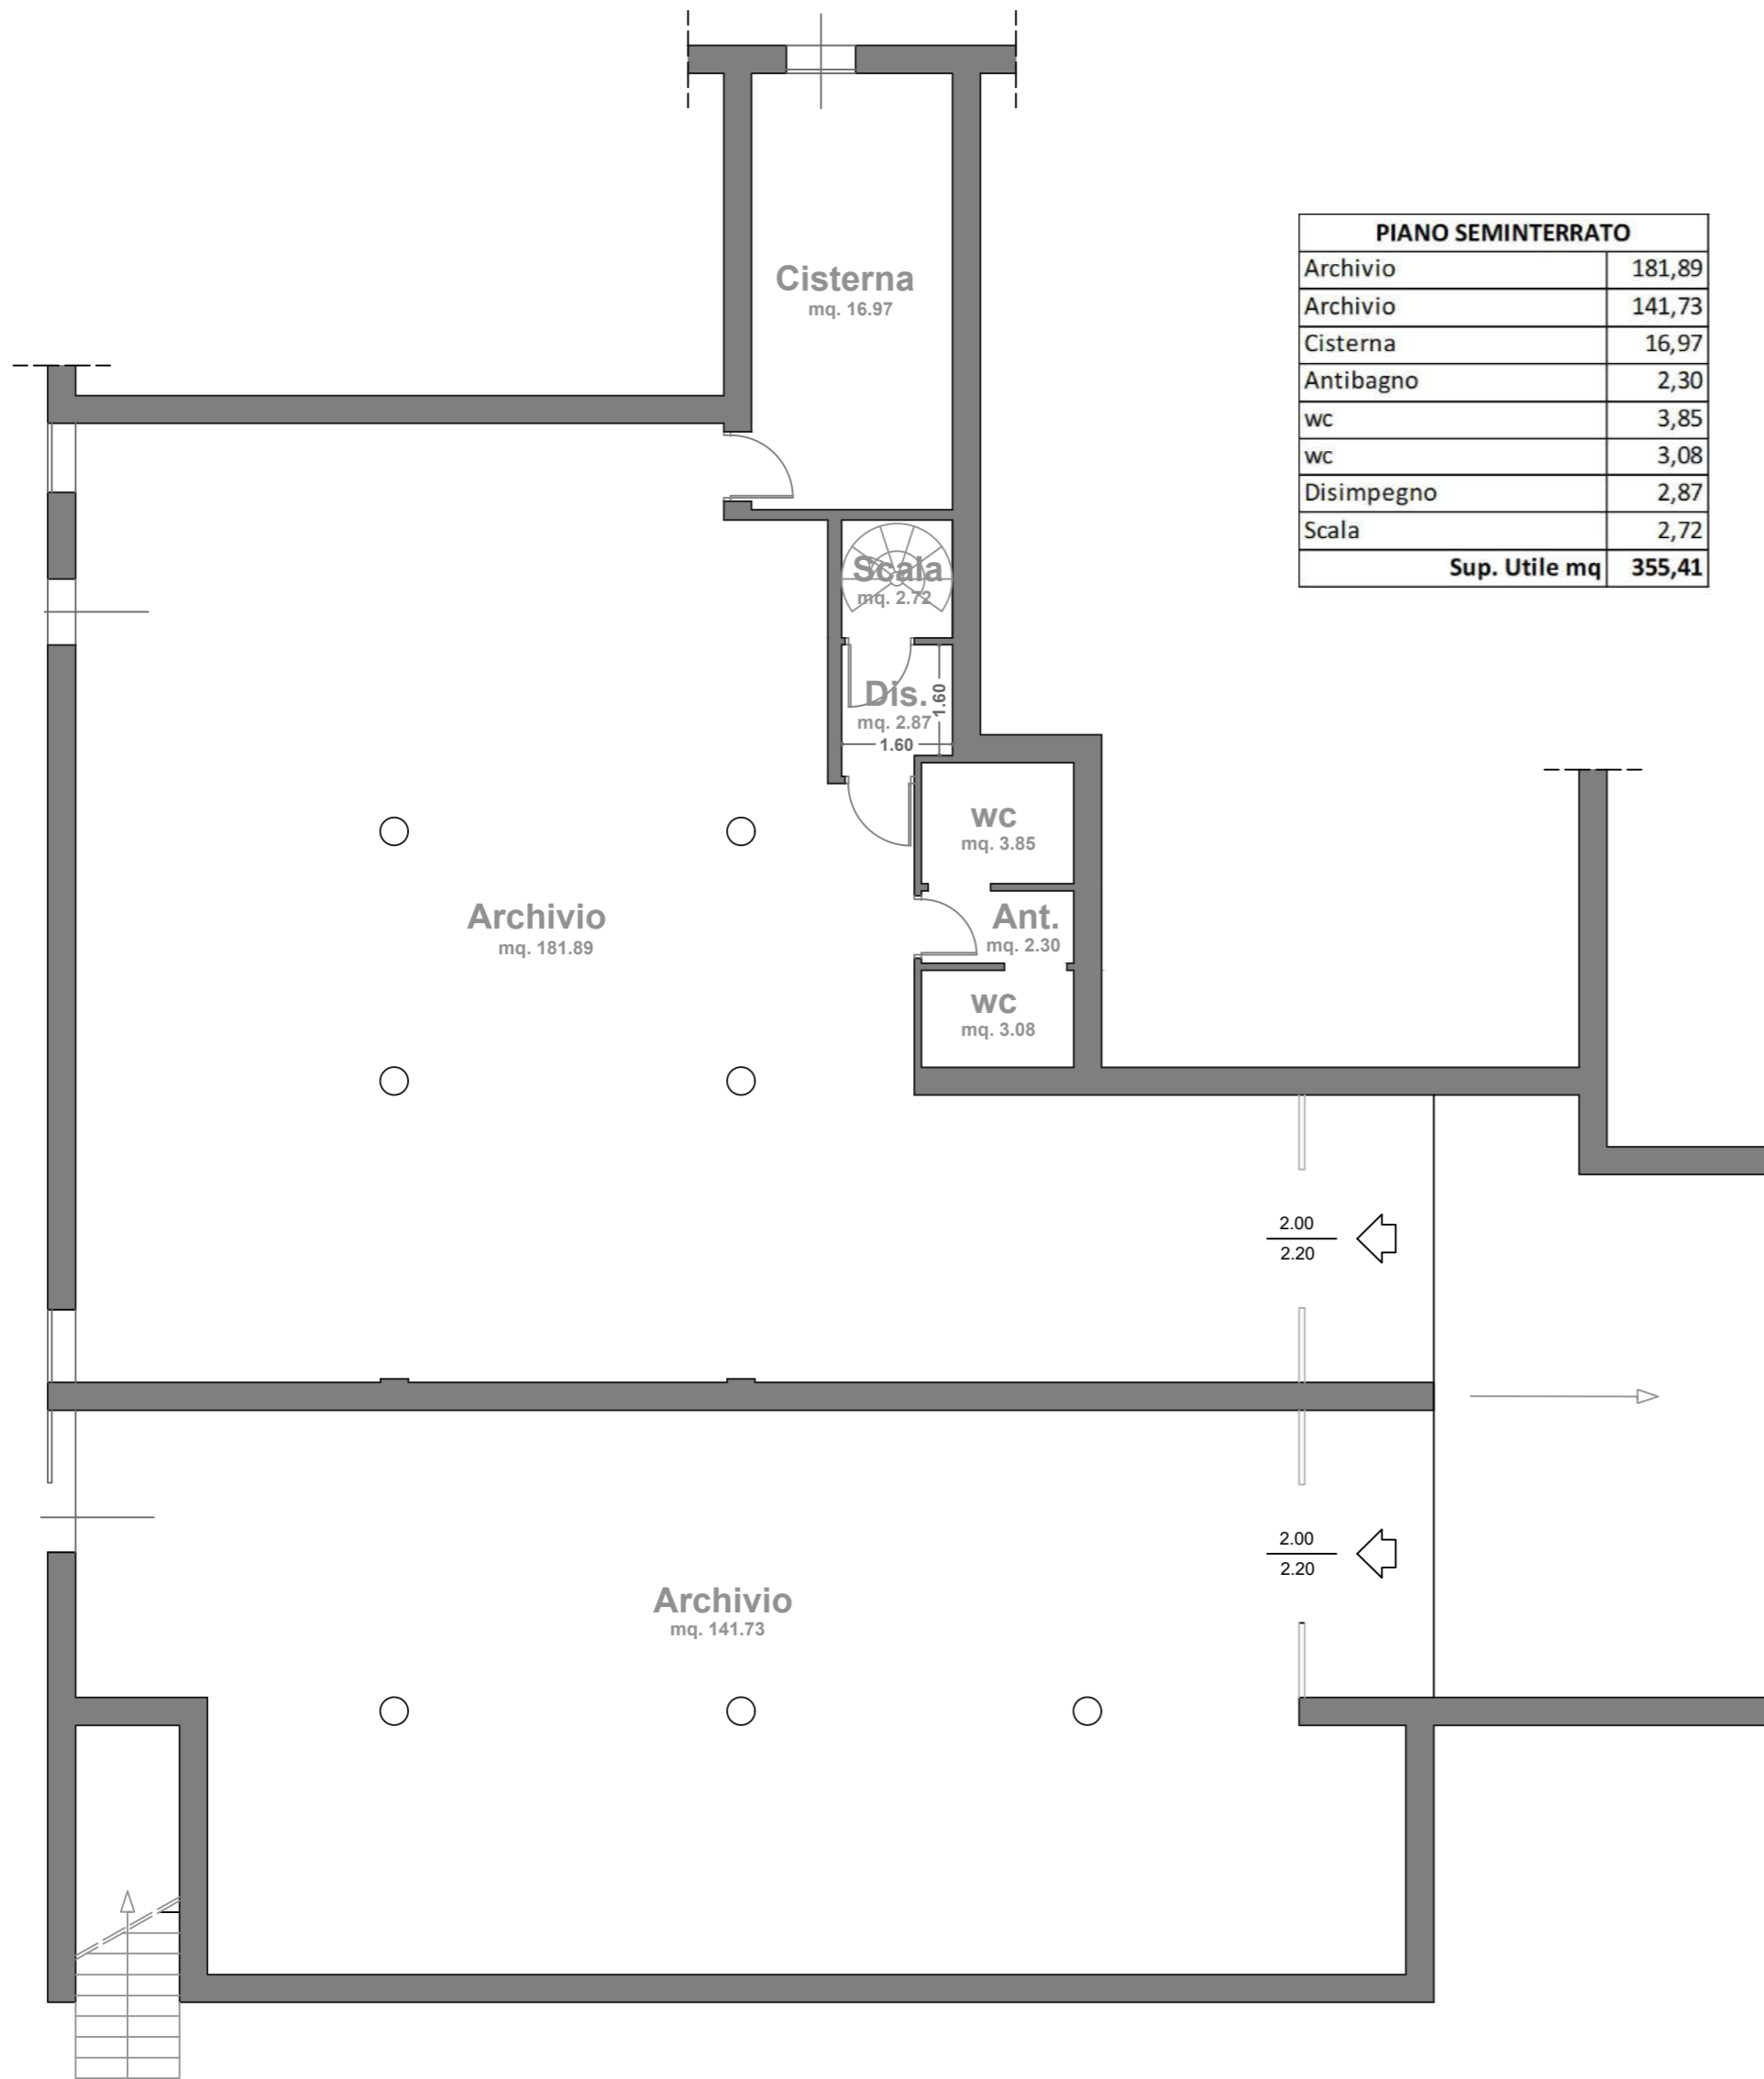 PIANO SEMINTERRATO
Archivio 181,89
Archivio 141,73
Cisterna 16,97
Antibagno 2,30
wc 3,85
wc 3,08
Disimpegno 2,87
Scala 2,72
Sup. Utile mq 355,41
Cisterna
mq. 16.97
Scala
mq. 2.72
Dis.
mq. 2.87
1.60
1.60
wc
mq. 3.85
Archivio
mq. 181.89
Ant.
mq. 2.30
wc
mq. 3.08
2.00
2.20
2.00
2.20
Archivio
mq. 141.73